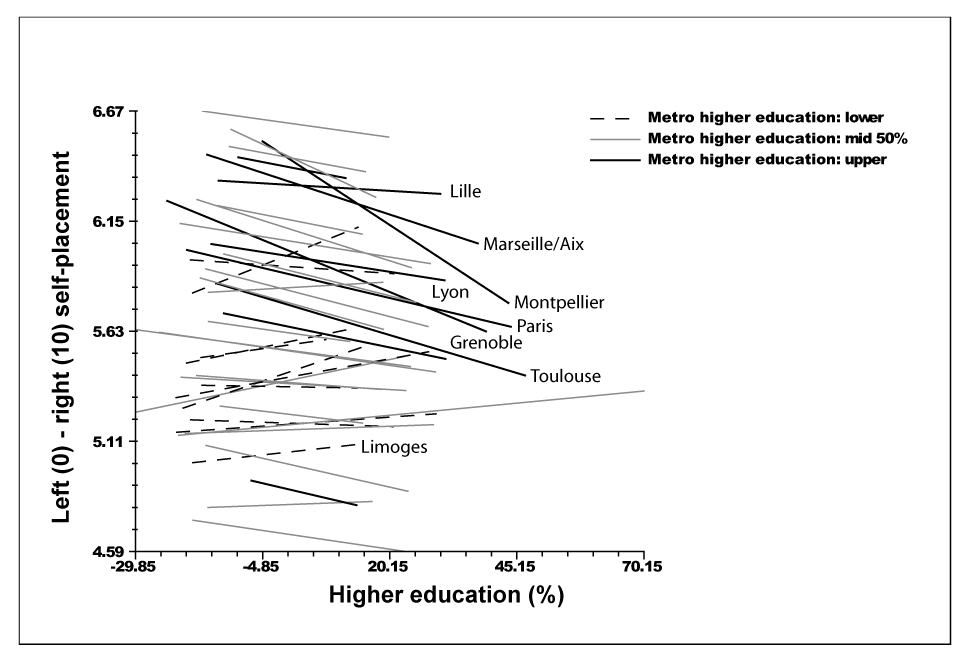 6.67
6.15
5.63
5.11
4.59
Left (0) - right (10) self-placement
-29.85 -4.85 20.15 45.15 70.15
Higher education (%)
Metro higher education: lower
Metro higher education: mid 50%
Metro higher education: upper
Lille
Marseille/Aix
Lyon
Montpellier
Paris
Grenoble
Toulouse
Limoges